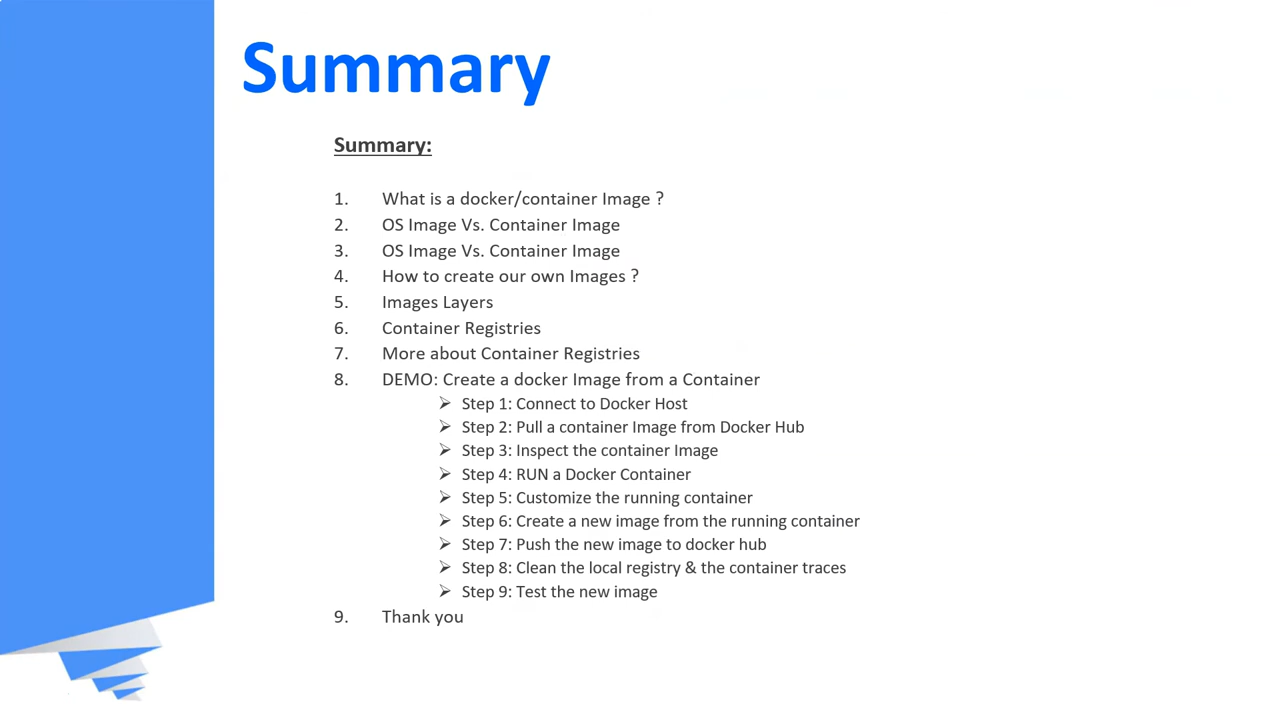 Summary
Summary:
1. What is a docker/container Image ?
2. OS Image Vs. Container Image
3. OS Image Vs. Container Image
4. How to create our own Images ?
5. Images Layers
6. Container Registries
7. More about Container Registries
8. DEMO: Create a docker Image from a Container
➢ Step 1: Connect to Docker Host
➢ Step 2: Pull a container Image from Docker Hub
➢ Step 3: Inspect the container Image
➢ Step 4: RUN a Docker Container
➢ Step 5: Customize the running container
➢ Step 6: Create a new image from the running container
➢ Step 7: Push the new image to docker hub
➢ Step 8: Clean the local registry & the container traces
➢ Step 9: Test the new image
9. Thank you